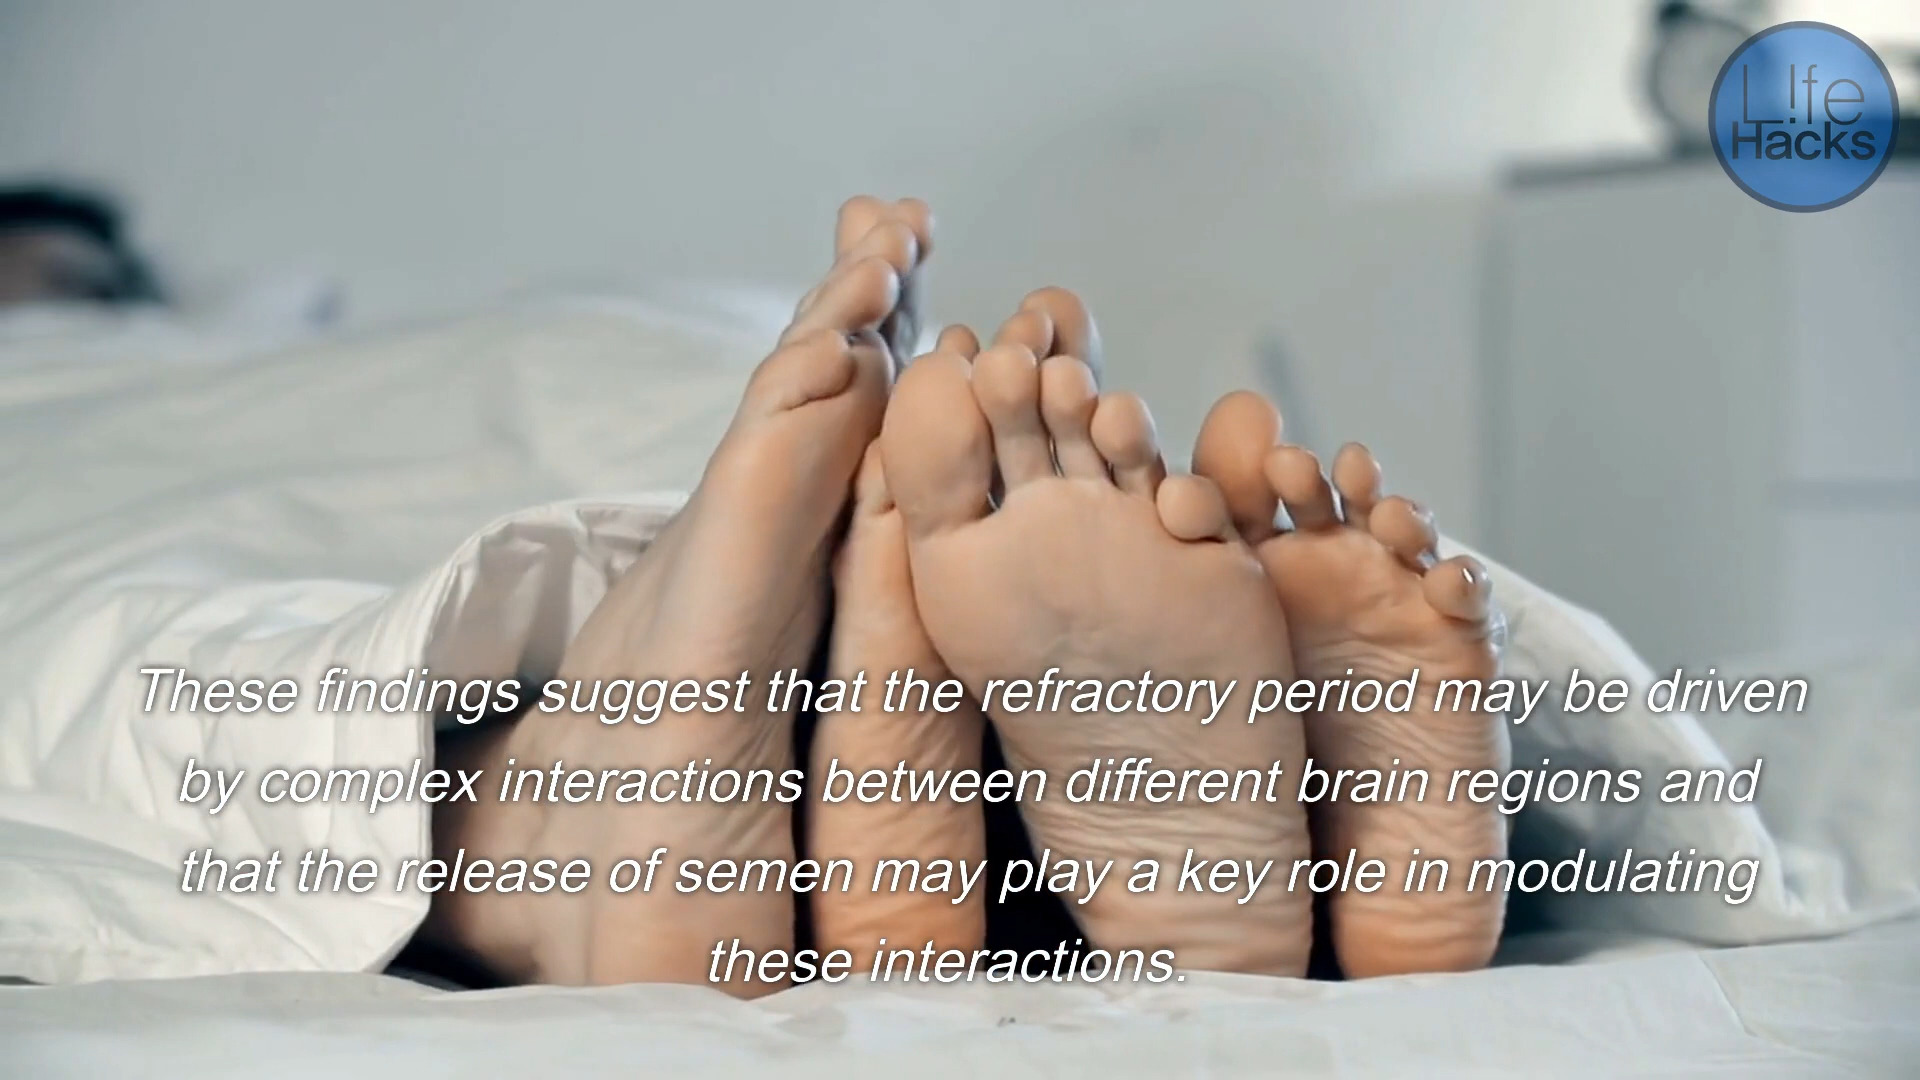 L!fe
Hacks
These findings suggest that the refractory period may be driven
by complex interactions between different brain regions and
that the release of semen may play a key role in modulating
these interactions.